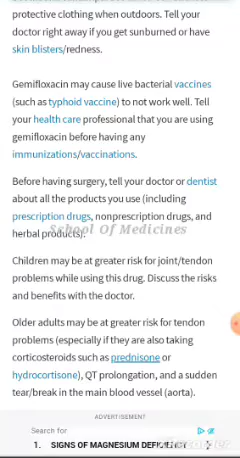 protective clothing when outdoors. Tell your
doctor right away if you get sunburned or have
skin blisters/redness.
Gemifloxacin may cause live bacterial vaccines
(such as typhoid vaccine) to not work well. Tell
your health care professional that you are using
gemifloxacin before having any
immunizations/vaccinations.
Before having surgery, tell your doctor or dentist
about all the products you use (including
prescription drugs, nonprescription drugs, and
herbal products).
School Of Medicines
Children may be at greater risk for joint/tendon
problems while using this drug. Discuss the risks
and benefits with the doctor.
Older adults may be at greater risk for tendon
problems (especially if they are also taking
corticosteroids such as prednisone or
hydrocortisone), QT prolongation, and a sudden
tear/break in the main blood vessel (aorta).
ADVERTISEMENT
Search for
1. SIGNS OF MAGNESIUM DEFICIENCY